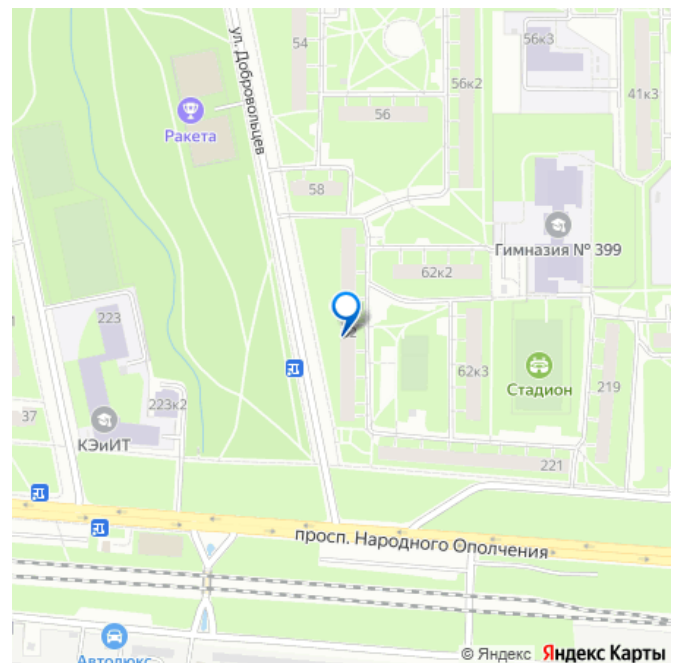 54
56к3
56к2
41к3
ул. Добровольцев
56
Ракета
58
Гимназия № 399
62к2
223
62к3
Стадион
219
223к2
37
КЭиИТ
221
просп. Народного Ополчения
Автолюкс
© Яндекс Яндекс Карты